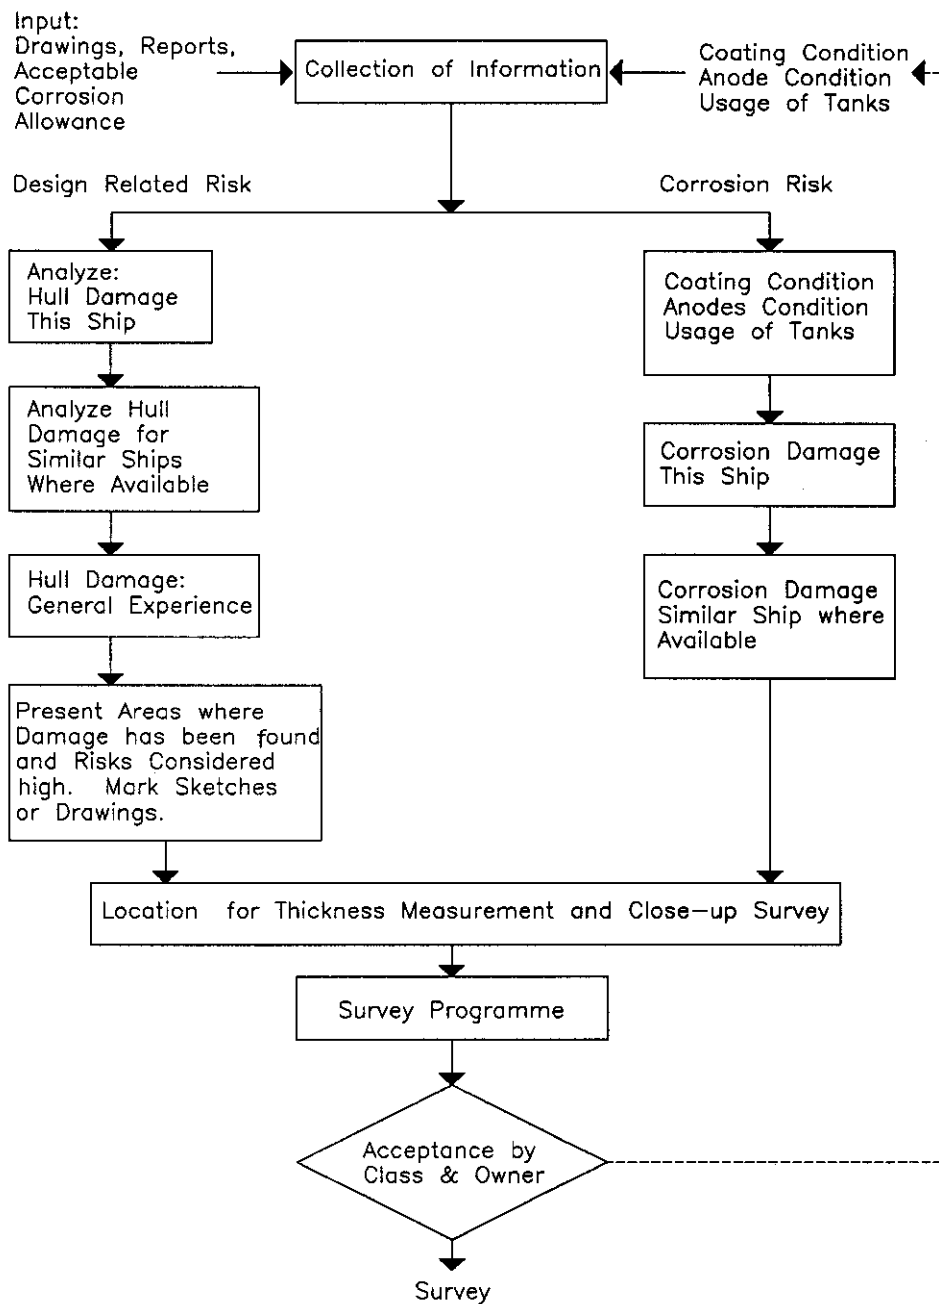 Input:
Drawings, Reports,
Acceptable
Corrosion
Allowance
Collection of Information
Coating Condition
Anode Condition
Usage of Tanks
Design Related Risk
Corrosion Risk
Analyze:
Hull Damage
This Ship
Analyze Hull
Damage for
Similar Ships
Where Available
Hull Damage:
General Experience
Present Areas where
Damage has been found
and Risks Considered
high. Mark Sketches
or Drawings.
Coating Condition
Anodes Condition
Usage of Tanks
Corrosion Damage
This Ship
Corrosion Damage
Similar Ship where
Available
Location for Thickness Measurement and Close-up Survey
Survey Programme
Acceptance by
Class & Owner
Survey